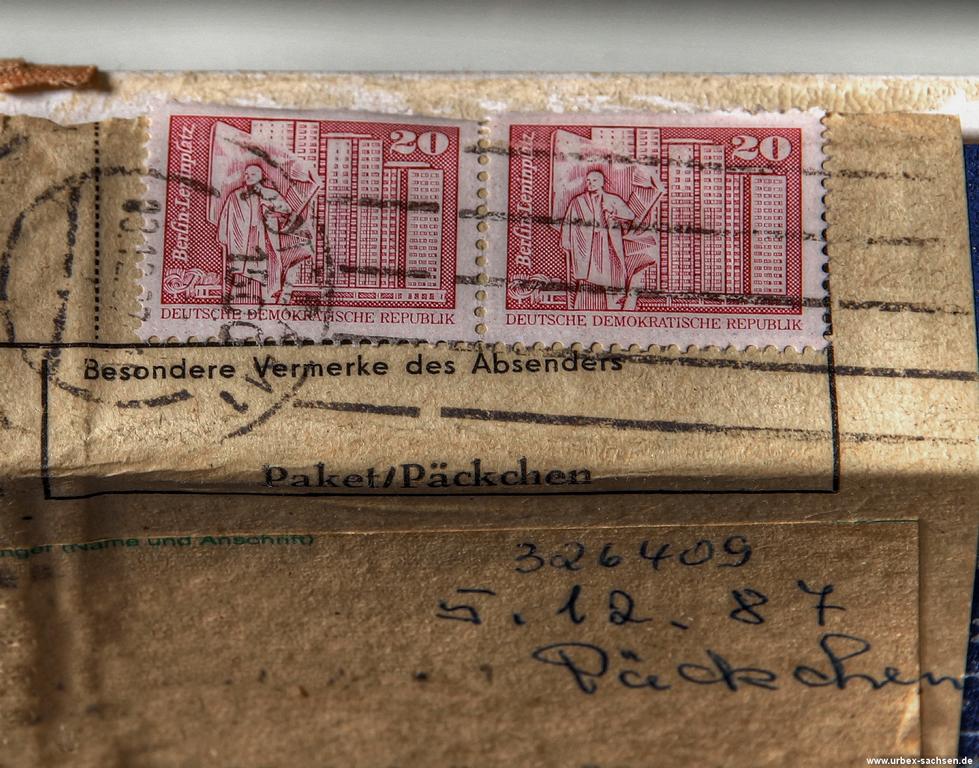 20
Berlin-Leninplatz
DEUTSCHE DEMOKRATISCHE REPUBLIK
20
Berlin-Leninplatz
DEUTSCHE DEMOKRATISCHE REPUBLIK
Besondere Vermerke des Absenders
Paket/Päckchen
nger (Name und Anschrift)
326409
5.12.87
Päckchen
www.urbex-sachsen.de